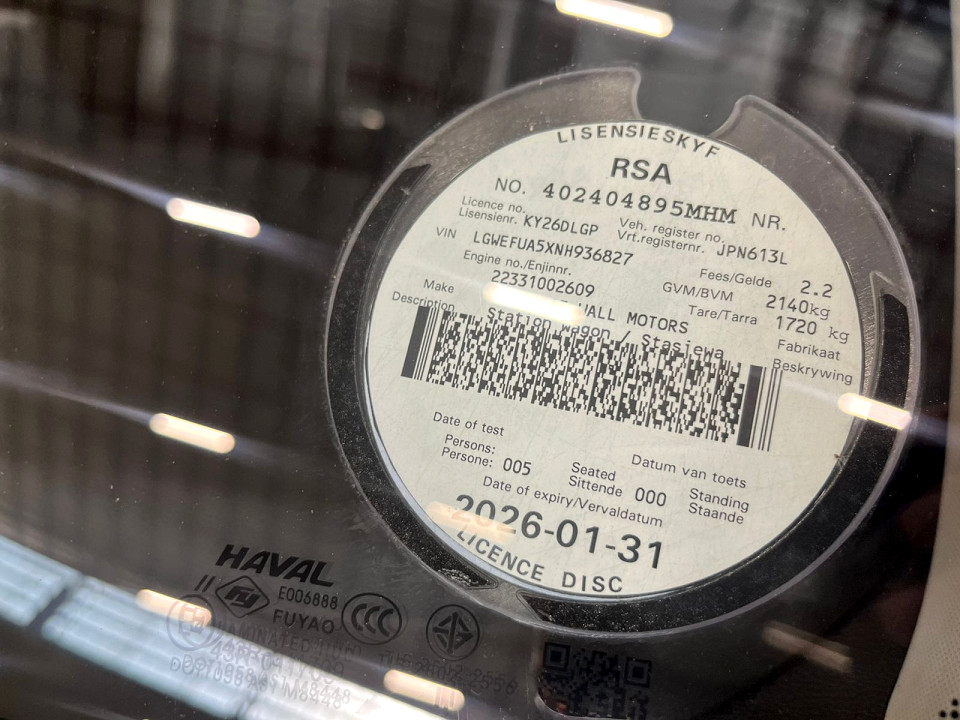 LISENSIESKYF
RSA
NO. 402404895MHM NR.
Licence no. Veh. register no.
Lisensienr. KY26DLGP Vrt.registernr. JPN613L
VIN LGWEFUA5XNH936827
Engine no./Enjinnr. Fees/Gelde 2.2
22331002609 GVM/BVM 2140kg
Tare/Tarra 1720 kg
Make WALL MOTORS Fabrikaat
Description Station wagon / Stasiewa Beskrywing
Date of test Datum van toets
Persons: Seated Standing
Persone: 005 Sittende 000 Staande
Date of expiry/Vervaldatum
2026-01-31
LICENCE DISC
HAVAL
E006888
FUYAO
CCC
LAMINATED